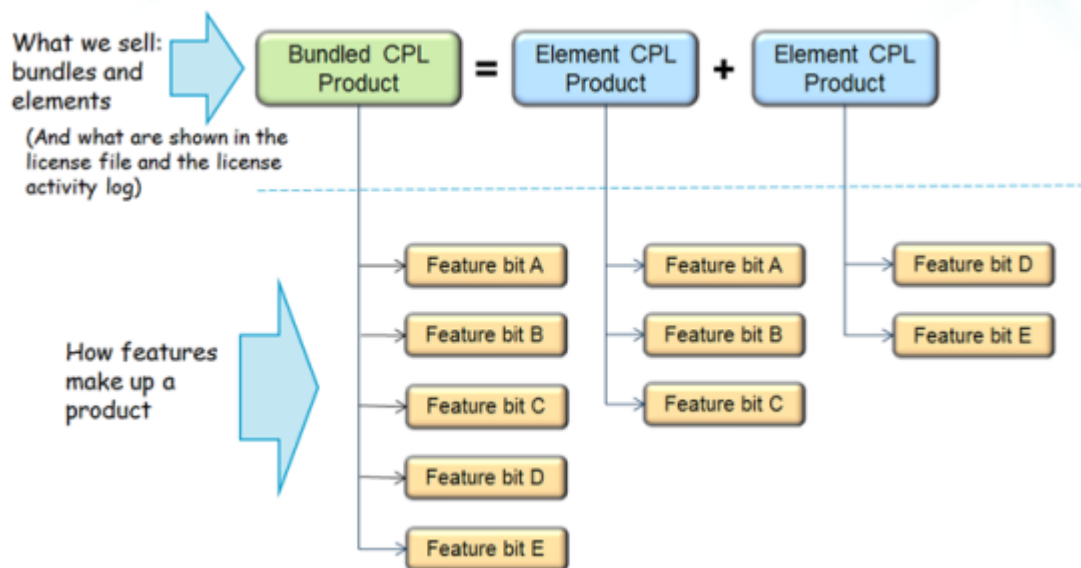 What we sell:
bundles and
elements
(And what are shown in the
license file and the license
activity log)
Bundled CPL
Product
=
Element CPL
Product
+
Element CPL
Product
How features
make up a
product
Feature bit A
Feature bit B
Feature bit C
Feature bit D
Feature bit E
Feature bit A
Feature bit B
Feature bit C
Feature bit D
Feature bit E